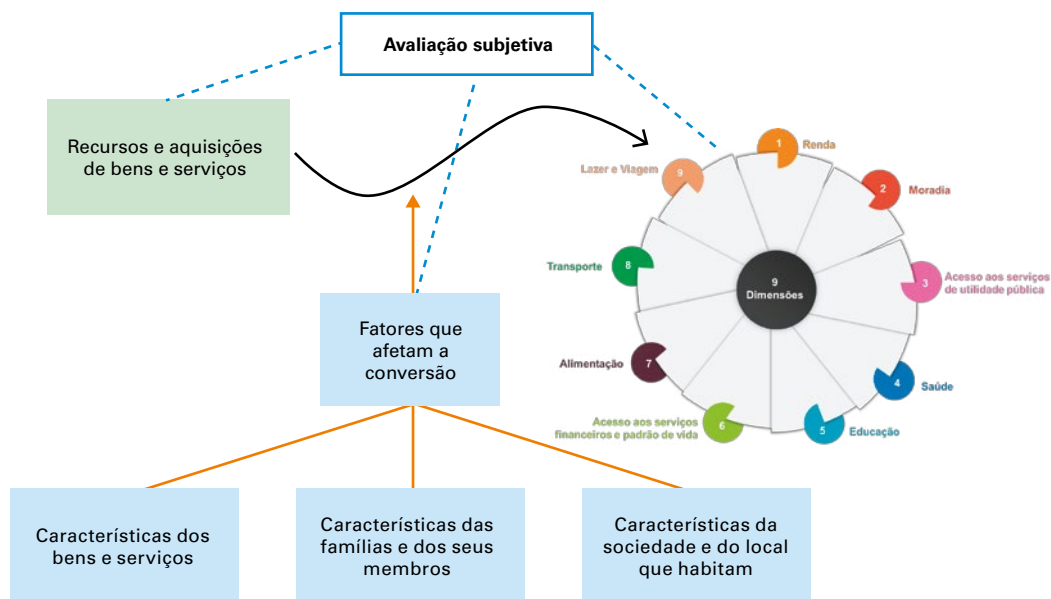 Avaliação subjetiva
Recursos e aquisições
de bens e serviços
1
Renda
2
Moradia
3
Acesso aos serviços
de utilidade pública
4
Saúde
5
Educação
6
Acesso aos serviços
financeiros e padrão de vida
7
Alimentação
8
Transporte
9
Lazer e Viagem
9
Dimensões
Fatores que
afetam a
conversão
Características dos
bens e serviços
Características das
famílias e dos seus
membros
Características da
sociedade e do local
que habitam